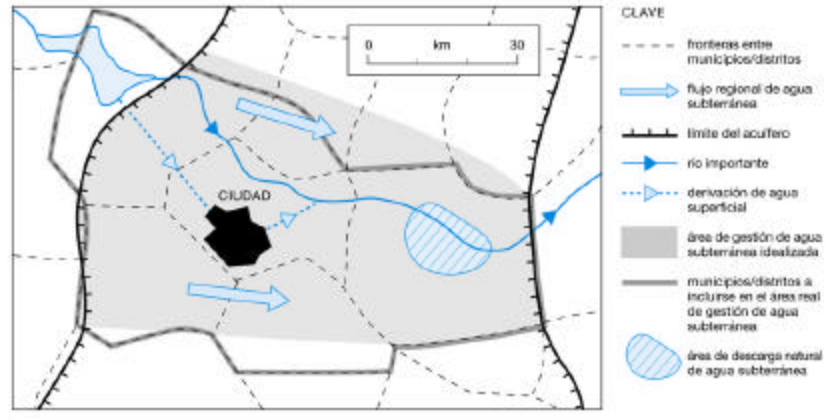 0 km 30
CIUDAD
CLAVE
fronteras entre
municipios/distritos
flujo regional de agua
subterránea
límite del acuífero
río importante
derivación de agua
superficial
área de gestión de agua
subterránea idealizada
municipios/distritos a
incluirse en el área real
de gestión de agua
subterránea
área de descarga natural
de agua subterránea